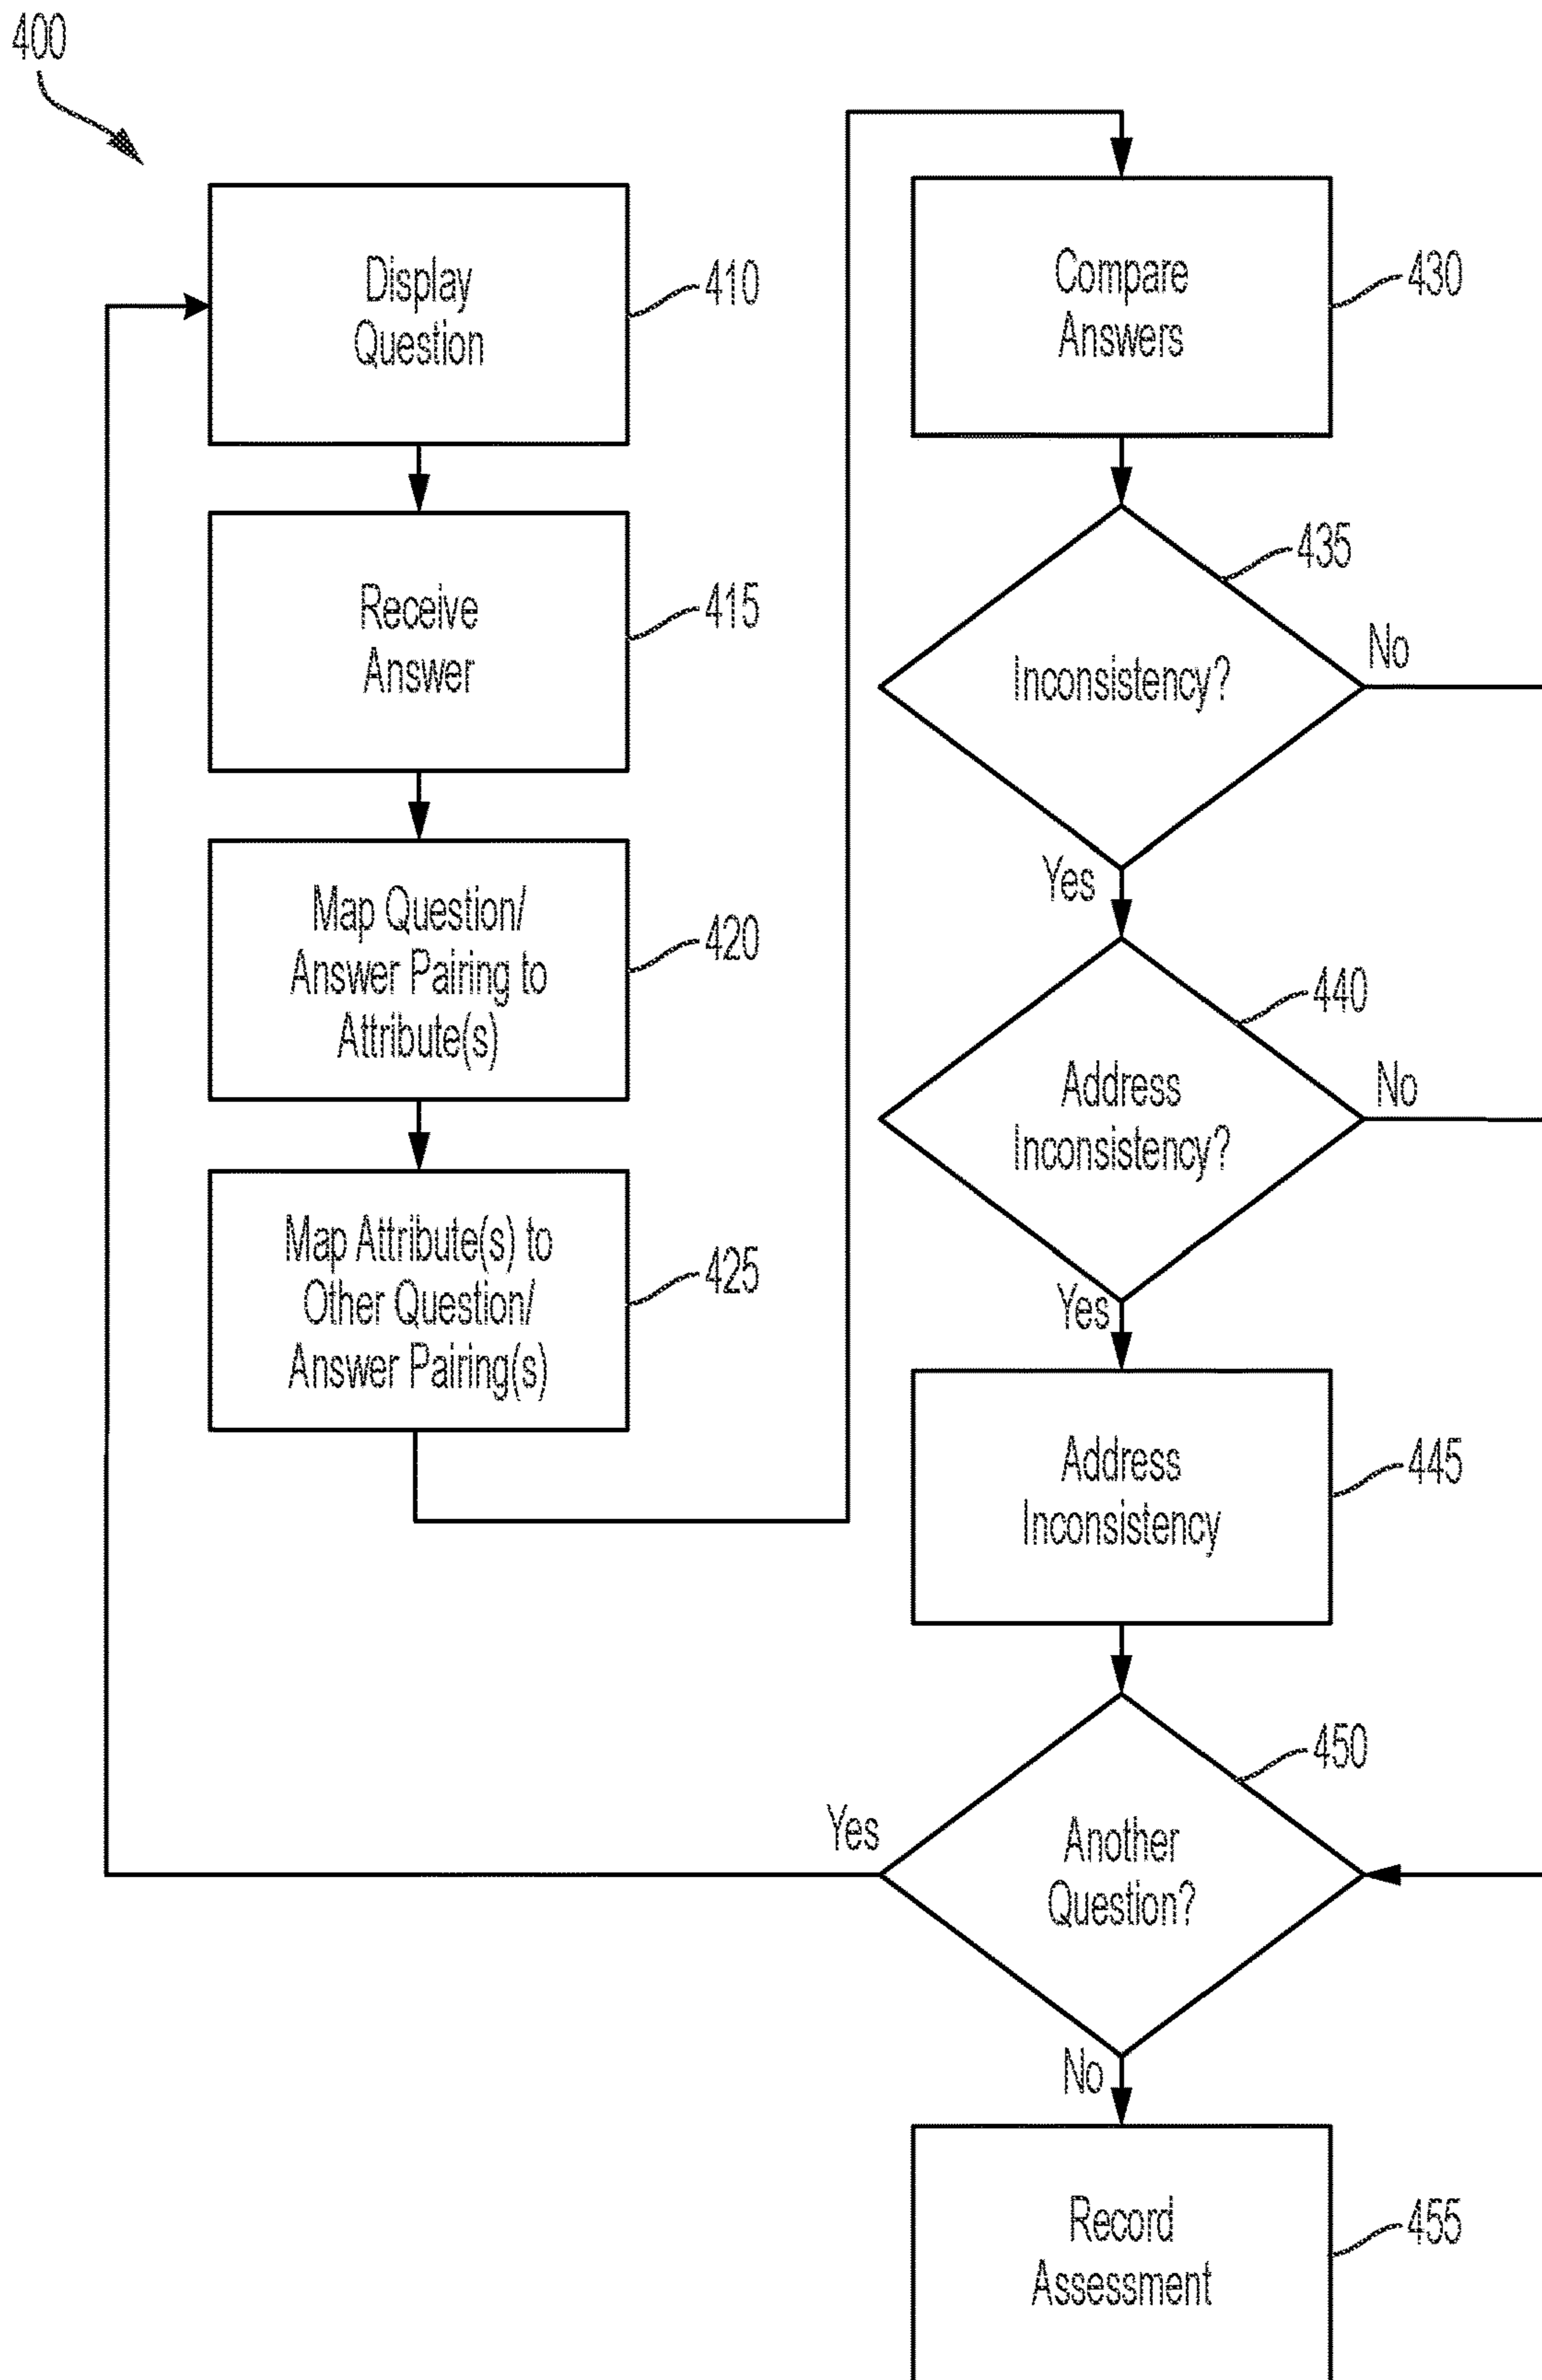 400
Display
Question
410
Receive
Answer
415
Map Question/
Answer Pairing to
Attribute(s)
420
Map Attribute(s) to
Other Question/
Answer Pairing(s)
425
Compare
Answers
430
435
Inconsistency?
No
Yes
440
Address
Inconsistency?
No
Yes
Address
Inconsistency
445
450
Another
Question?
Yes
No
Record
Assessment
455